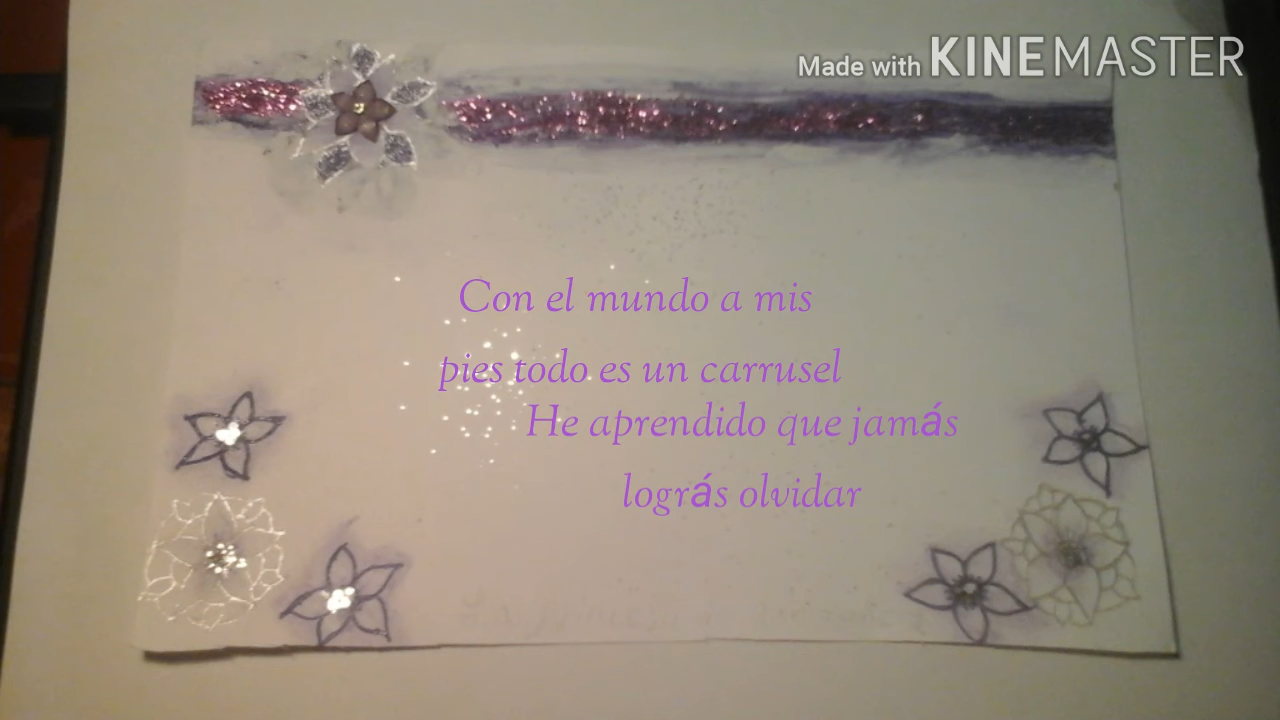 Made with KINEMASTER
Con el mundo a mis
pies todo es un carrusel
He aprendido que jamás
lográs olvidar